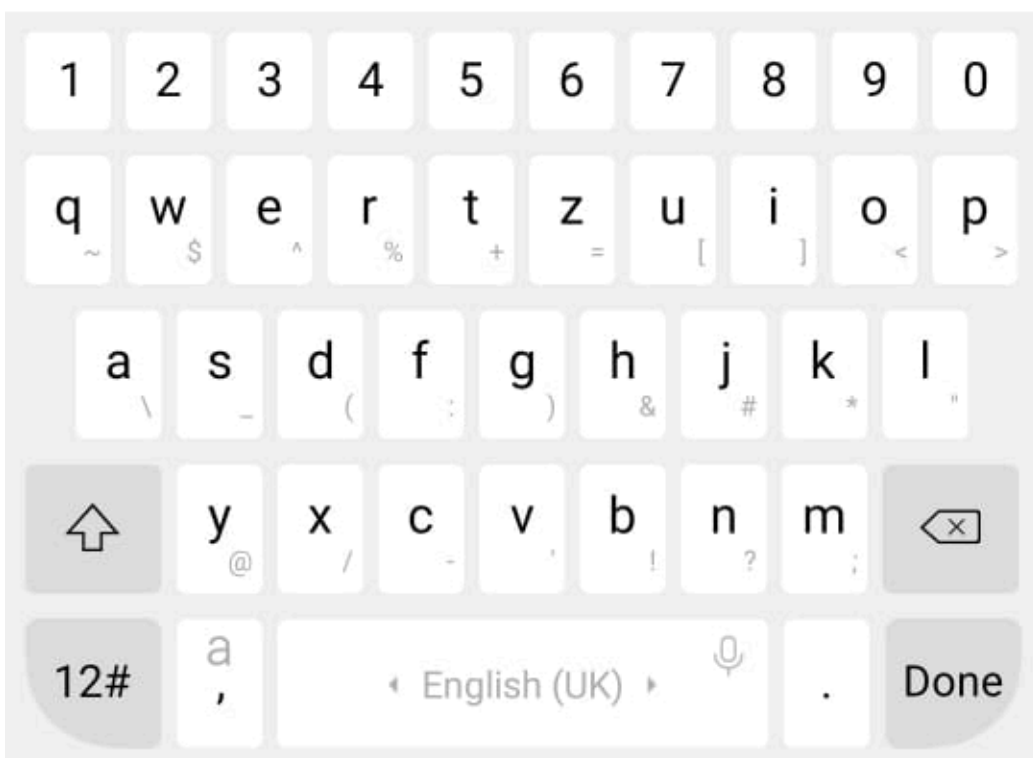 1 2 3 4 5 6 7 8 9 0
q ~ w $ e ^ r % t + z = u [ i ] o < p >
a \ s _ d ( f : g ) h & j # k * l "
y @ x / c - v ' b ! n ? m ;
12# a , English (UK) . Done